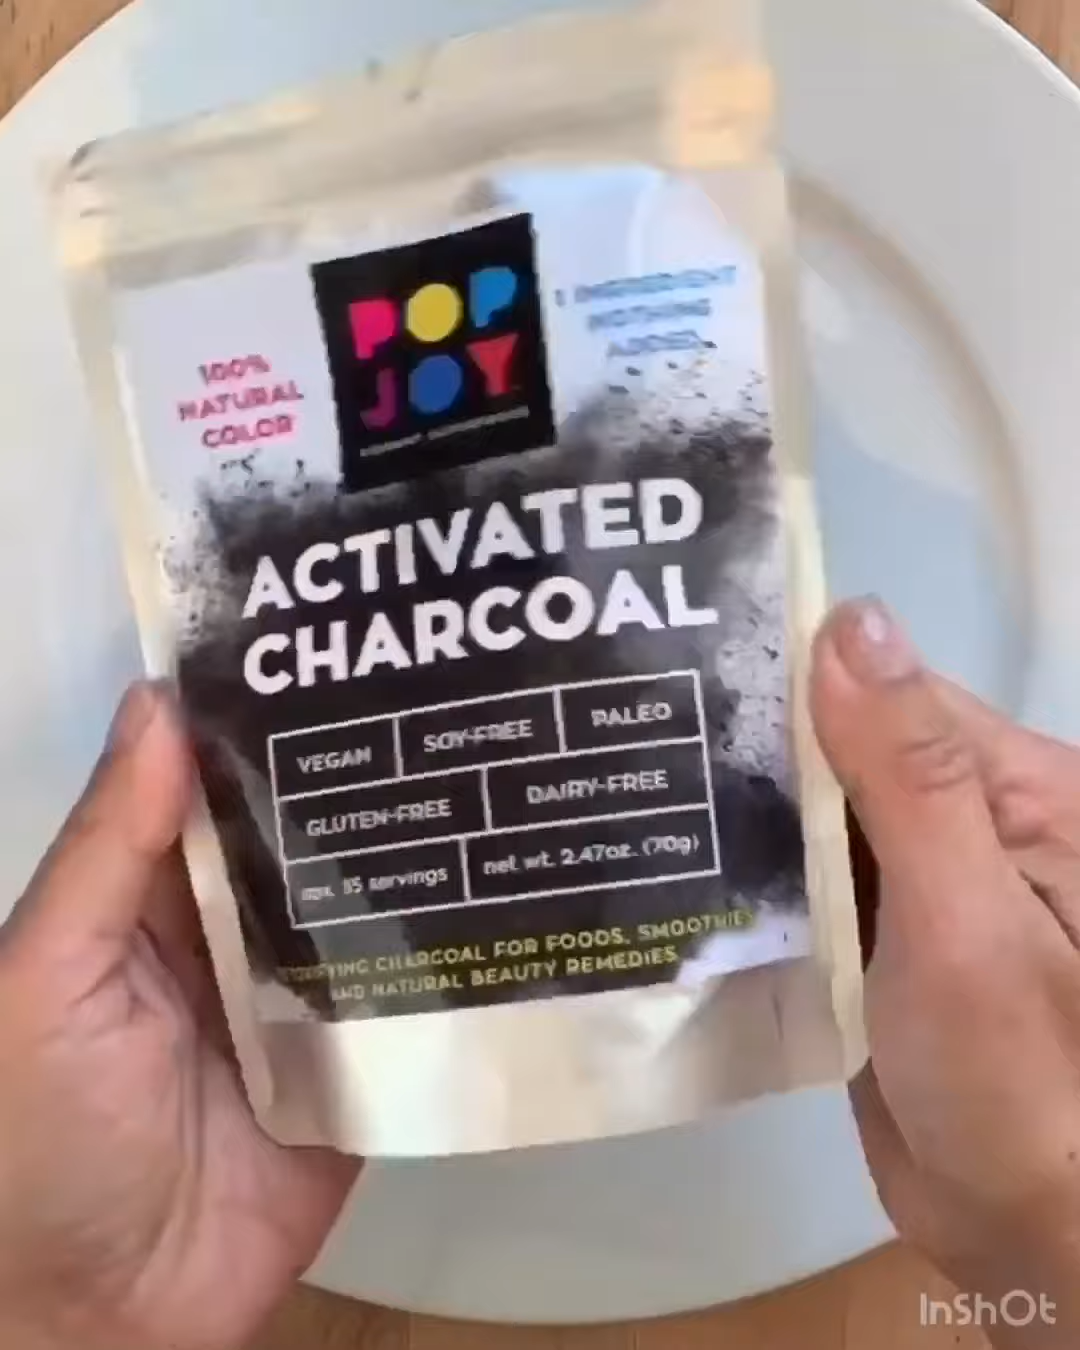 POP
JOY
100%
NATURAL
COLOR
1 INGREDIENT
NOTHING
ADDED
ACTIVATED
CHARCOAL
VEGAN
SOY-FREE
PALEO
GLUTEN-FREE
DAIRY-FREE
servings
net. wt. 2.47oz. (70g)
CHARCOAL FOR FOODS, SMOOTHIES
AND NATURAL BEAUTY REMEDIES
InShOt